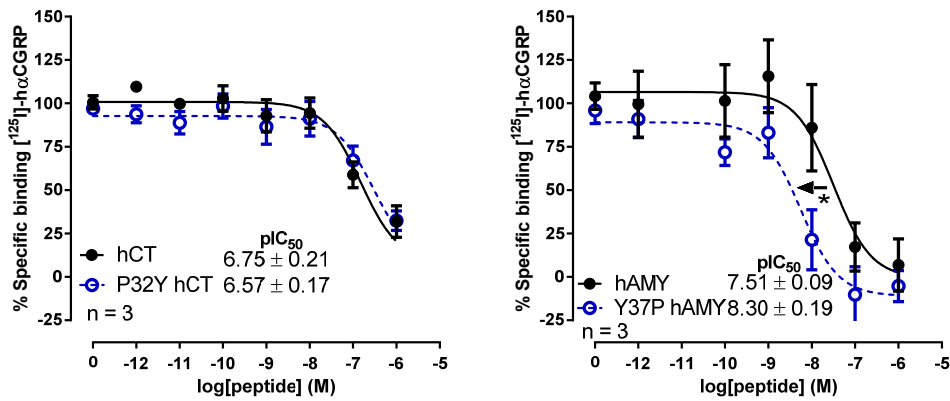 % Specific binding [¹²⁵I]-hαCGRP
150
125
100
75
50
25
0
-25
pIC₅₀
hCT 6.75 ± 0.21
P32Y hCT 6.57 ± 0.17
n = 3
0 -12 -11 -10 -9 -8 -7 -6 -5
log[peptide] (M)
% Specific binding [¹²⁵I]-hαCGRP
150
125
100
75
50
25
0
-25
*
pIC₅₀
hAMY 7.51 ± 0.09
Y37P hAMY 8.30 ± 0.19
n = 3
0 -12 -11 -10 -9 -8 -7 -6 -5
log[peptide] (M)